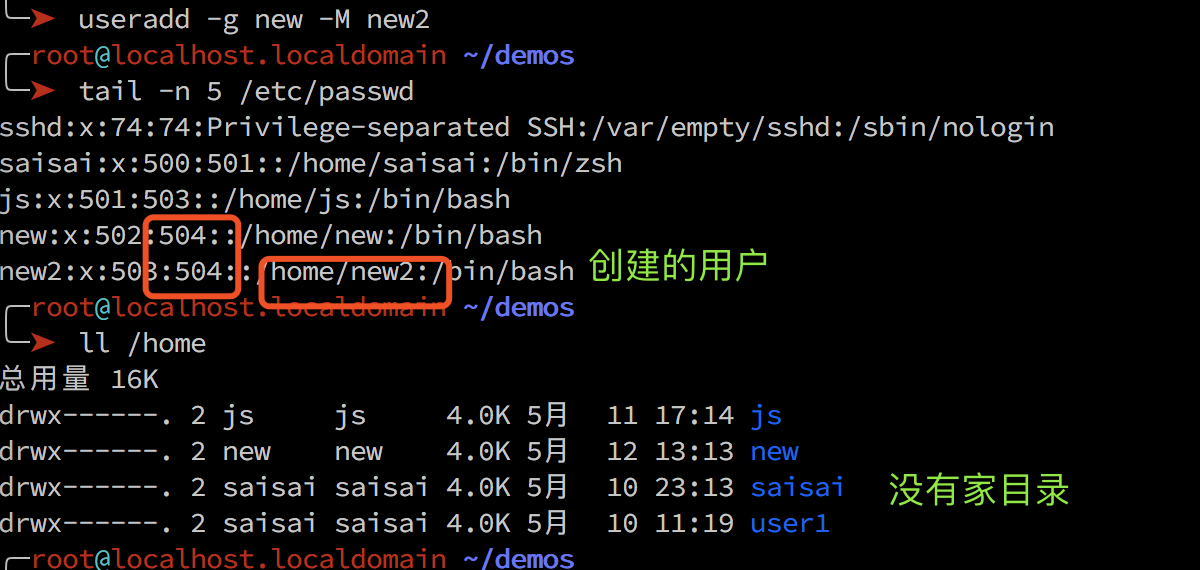 useradd -g new -M new2
root@localhost.localdomain ~/demos
tail -n 5 /etc/passwd
sshd:x:74:74:Privilege-separated SSH:/var/empty/sshd:/sbin/nologin
saisai:x:500:501::/home/saisai:/bin/zsh
js:x:501:503::/home/js:/bin/bash
new:x:502:504::/home/new:/bin/bash
new2:x:503:504::/home/new2:/bin/bash 创建的用户
root@localhost.localdomain ~/demos
ll /home
总用量 16K
drwx------. 2 js js 4.0K 5月 11 17:14 js
drwx------. 2 new new 4.0K 5月 12 13:13 new
drwx------. 2 saisai saisai 4.0K 5月 10 23:13 saisai 没有家目录
drwx------. 2 saisai saisai 4.0K 5月 10 11:19 user1
root@localhost.localdomain ~/demos